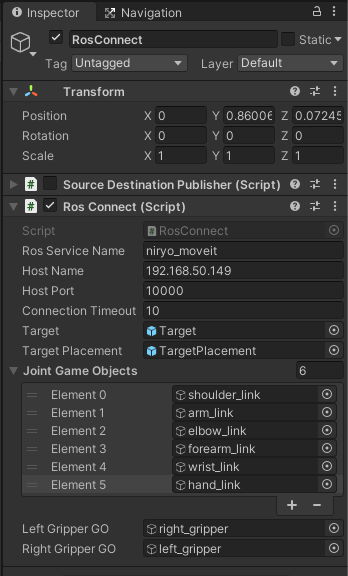 Inspector Navigation
RosConnect Static
Tag Untagged Layer Default
Transform
Position X 0 Y 0.86006 Z 0.07245
Rotation X 0 Y 0 Z 0
Scale X 1 Y 1 Z 1
# Source Destination Publisher (Script)
# Ros Connect (Script)
Script # RosConnect
Ros Service Name niryo_moveit
Host Name 192.168.50.149
Host Port 10000
Connection Timeout 10
Target Target
Target Placement TargetPlacement
Joint Game Objects 6
Element 0 shoulder_link
Element 1 arm_link
Element 2 elbow_link
Element 3 forearm_link
Element 4 wrist_link
Element 5 hand_link
+ −
Left Gripper GO right_gripper
Right Gripper GO left_gripper